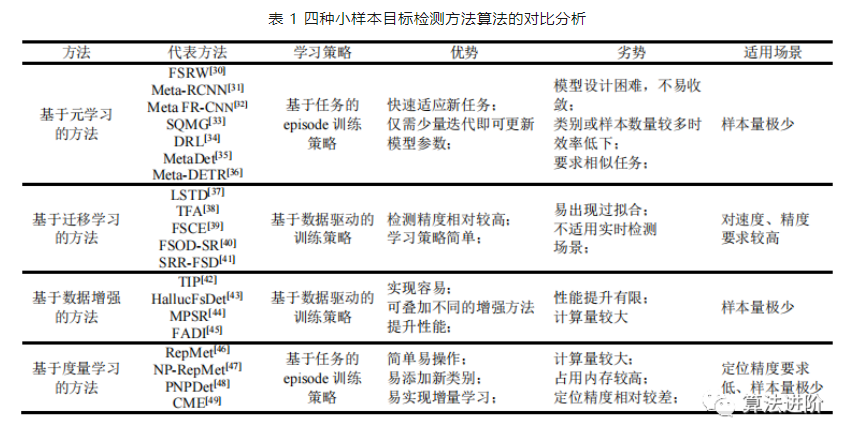 表 1 四种小样本目标检测方法算法的对比分析
方法 代表方法 学习策略 优势 劣势 适用场景
基于元学习
的方法
FSRW[30]
Meta-RCNN[31]
Meta FR-CNN[32]
SQMG[33]
DRL[34]
MetaDet[35]
Meta-DETR[36]
基于任务的
episode 训练
策略
快速适应新任务；
仅需少量迭代即可更新
模型参数；
模型设计困难，不易收
敛；
类别或样本数量较多时
效率低下；
要求相似任务；
样本量极少
基于迁移学习
的方法
LSTD[37]
TFA[38]
FSCE[39]
FSOD-SR[40]
SRR-FSD[41]
基于数据驱动的
训练策略
检测精度相对较高；
学习策略简单；
易出现过拟合；
不适用实时检测
场景；
对速度、精度
要求较高
基于数据增强
的方法
TIP[42]
HallucFsDet[43]
MPSR[44]
FADI[45]
基于数据驱动的
训练策略
实现容易；
可叠加不同的增强方法
提升性能；
性能提升有限；
计算量较大
样本量极少
基于度量学习
的方法
RepMet[46]
NP-RepMet[47]
PNPDet[48]
CME[49]
基于任务的
episode 训练
策略
简单易操作；
易添加新类别；
易实现增量学习；
计算量较大；
占用内存较高；
定位精度相对较差；
定位精度要求
低、样本量极少
算法进阶